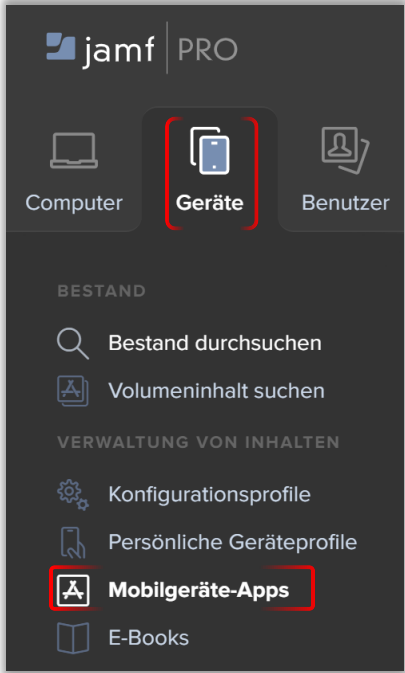 jamf PRO
Computer Geräte Benutzer
BESTAND
Bestand durchsuchen
Volumeninhalt suchen
VERWALTUNG VON INHALTEN
Konfigurationsprofile
Persönliche Geräteprofile
Mobilgeräte-Apps
E-Books